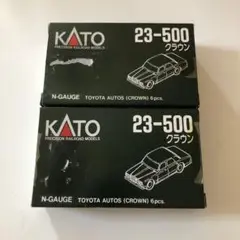 KATO
PRECISION RAILROAD MODELS
23-500
クラウン
N-GAUGE TOYOTA AUTOS (CROWN) 6pcs.
KATO
PRECISION RAILROAD MODELS
23-500
クラウン
N-GAUGE TOYOTA AUTOS (CROWN) 6pcs.